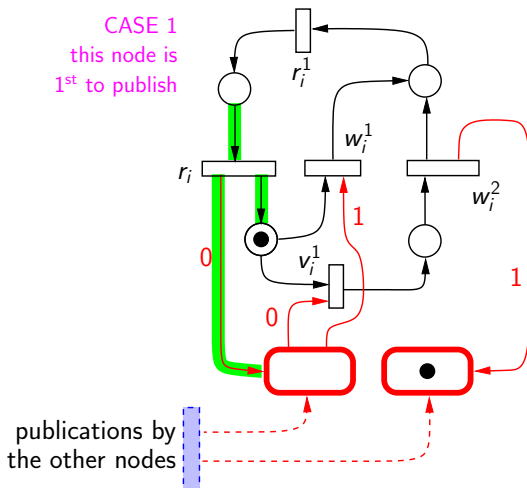 CASE 1
this node is
1st to publish
r_i^1
w_i^1
r_i
w_i^2
1
v_i^1
0
1
0
publications by
the other nodes